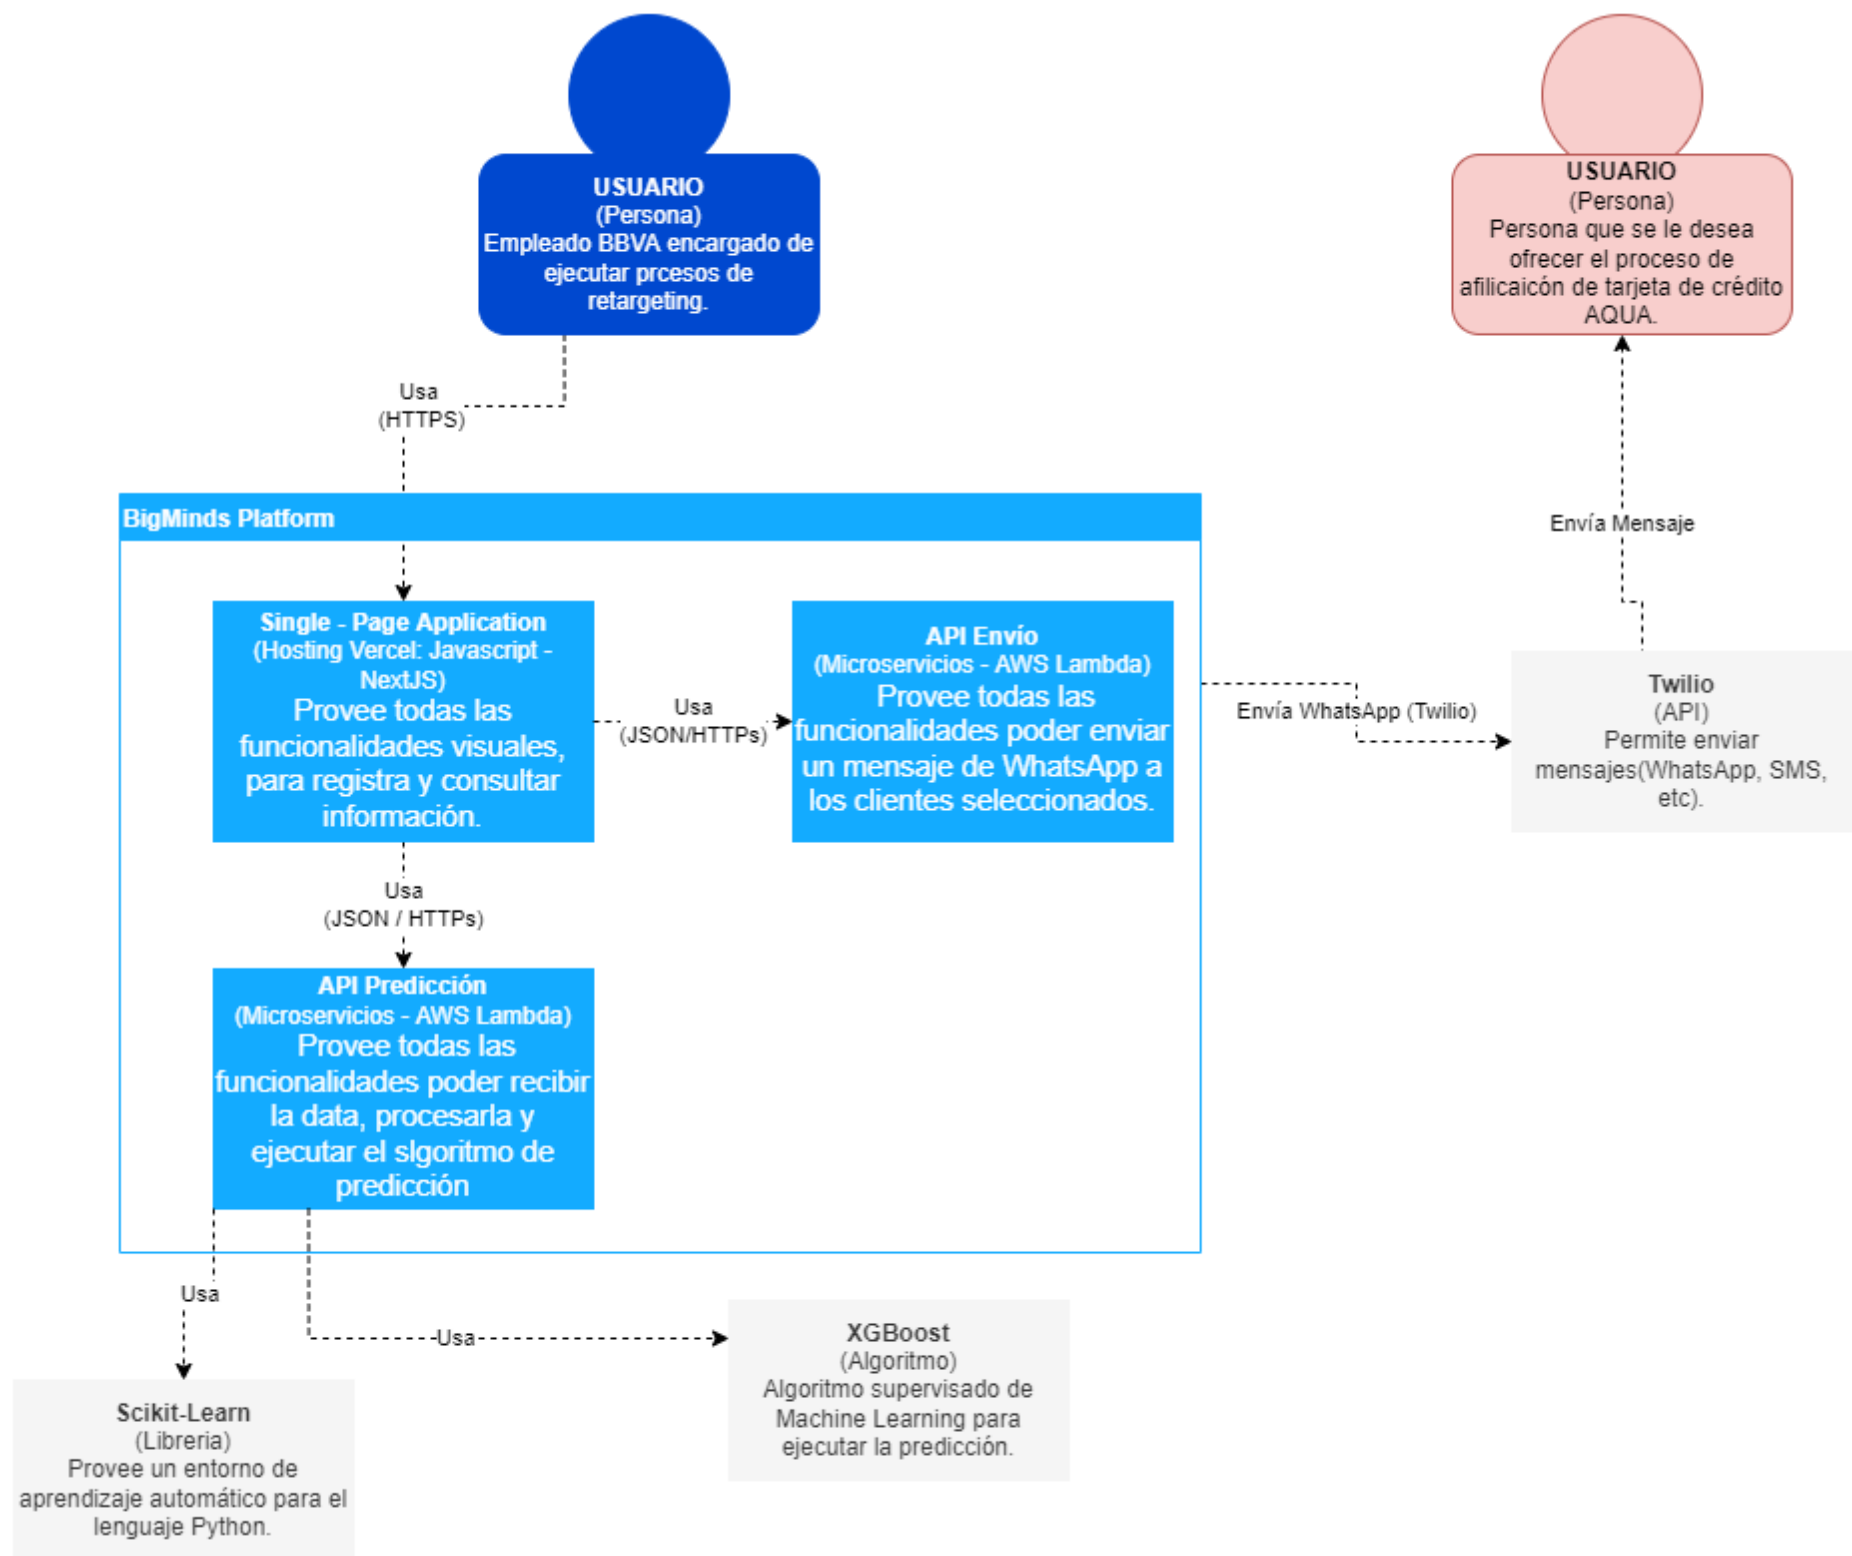 USUARIO
(Persona)
Empleado BBVA encargado de
ejecutar prcesos de
retargeting.
USUARIO
(Persona)
Persona que se le desea
ofrecer el proceso de
afilicaicón de tarjeta de crédito
AQUA.
Usa
(HTTPS)
Envía Mensaje
BigMinds Platform
Single - Page Application
(Hosting Vercel: Javascript -
NextJS)
Provee todas las
funcionalidades visuales,
para registra y consultar
información.
Usa
(JSON/HTTPs)
API Envío
(Microservicios - AWS Lambda)
Provee todas las
funcionalidades poder enviar
un mensaje de WhatsApp a
los clientes seleccionados.
Envía WhatsApp (Twilio)
Twilio
(API)
Permite enviar
mensajes(WhatsApp, SMS,
etc).
Usa
(JSON / HTTPs)
API Predicción
(Microservicios - AWS Lambda)
Provee todas las
funcionalidades poder recibir
la data, procesarla y
ejecutar el slgoritmo de
predicción
Usa
Usa
XGBoost
(Algoritmo)
Algoritmo supervisado de
Machine Learning para
ejecutar la predicción.
Scikit-Learn
(Libreria)
Provee un entorno de
aprendizaje automático para el
lenguaje Python.